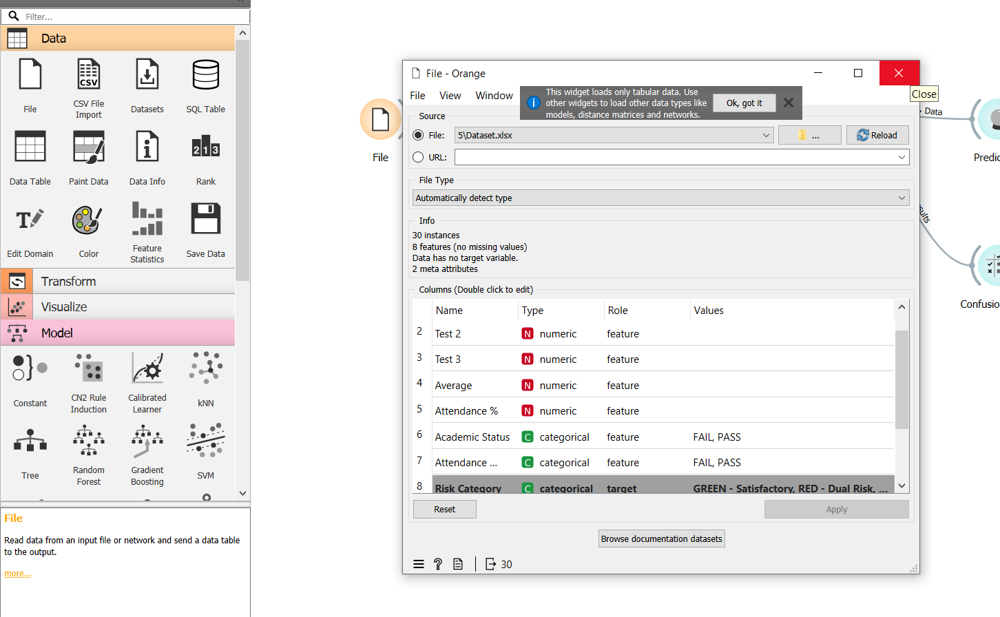 Filter...
Data
File
CSV File
Import
Datasets
SQL Table
Data Table
Paint Data
Data Info
Rank
Edit Domain
Color
Feature
Statistics
Save Data
Transform
Visualize
Model
Constant
CN2 Rule
Induction
Calibrated
Learner
kNN
Tree
Random
Forest
Gradient
Boosting
SVM
File
Read data from an input file or network and send a data table
to the output.
more...
File
File - Orange
Close
File View Window
This widget loads only tabular data. Use
other widgets to load other data types like
models, distance matrices and networks.
Ok, got it
Source
File: 5\Dataset.xlsx ... Reload
URL:
File Type
Automatically detect type
Info
30 instances
8 features (no missing values)
Data has no target variable.
2 meta attributes
Columns (Double click to edit)
Name Type Role Values
2 Test 2 N numeric feature
3 Test 3 N numeric feature
4 Average N numeric feature
5 Attendance % N numeric feature
6 Academic Status C categorical feature FAIL, PASS
7 Attendance ... C categorical feature FAIL, PASS
8 Risk Category C categorical target GREEN - Satisfactory, RED - Dual Risk, ...
Reset Apply
Browse documentation datasets
? 30
Data
Predic
sults
Confusio